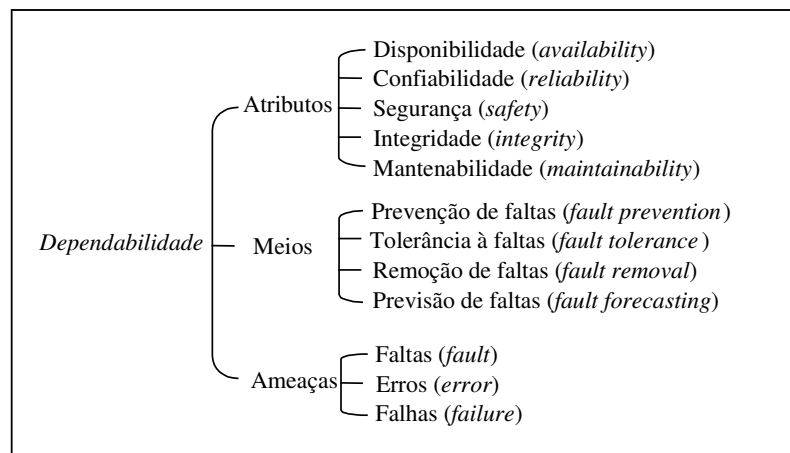 Disponibilidade (availability)
Confiabilidade (reliability)
Atributos
Segurança (safety)
Integridade (integrity)
Mantenabilidade (maintainability)
Prevenção de faltas (fault prevention)
Dependabilidade
Meios
Tolerância à faltas (fault tolerance )
Remoção de faltas (fault removal)
Previsão de faltas (fault forecasting)
Faltas (fault)
Ameaças
Erros (error)
Falhas (failure)